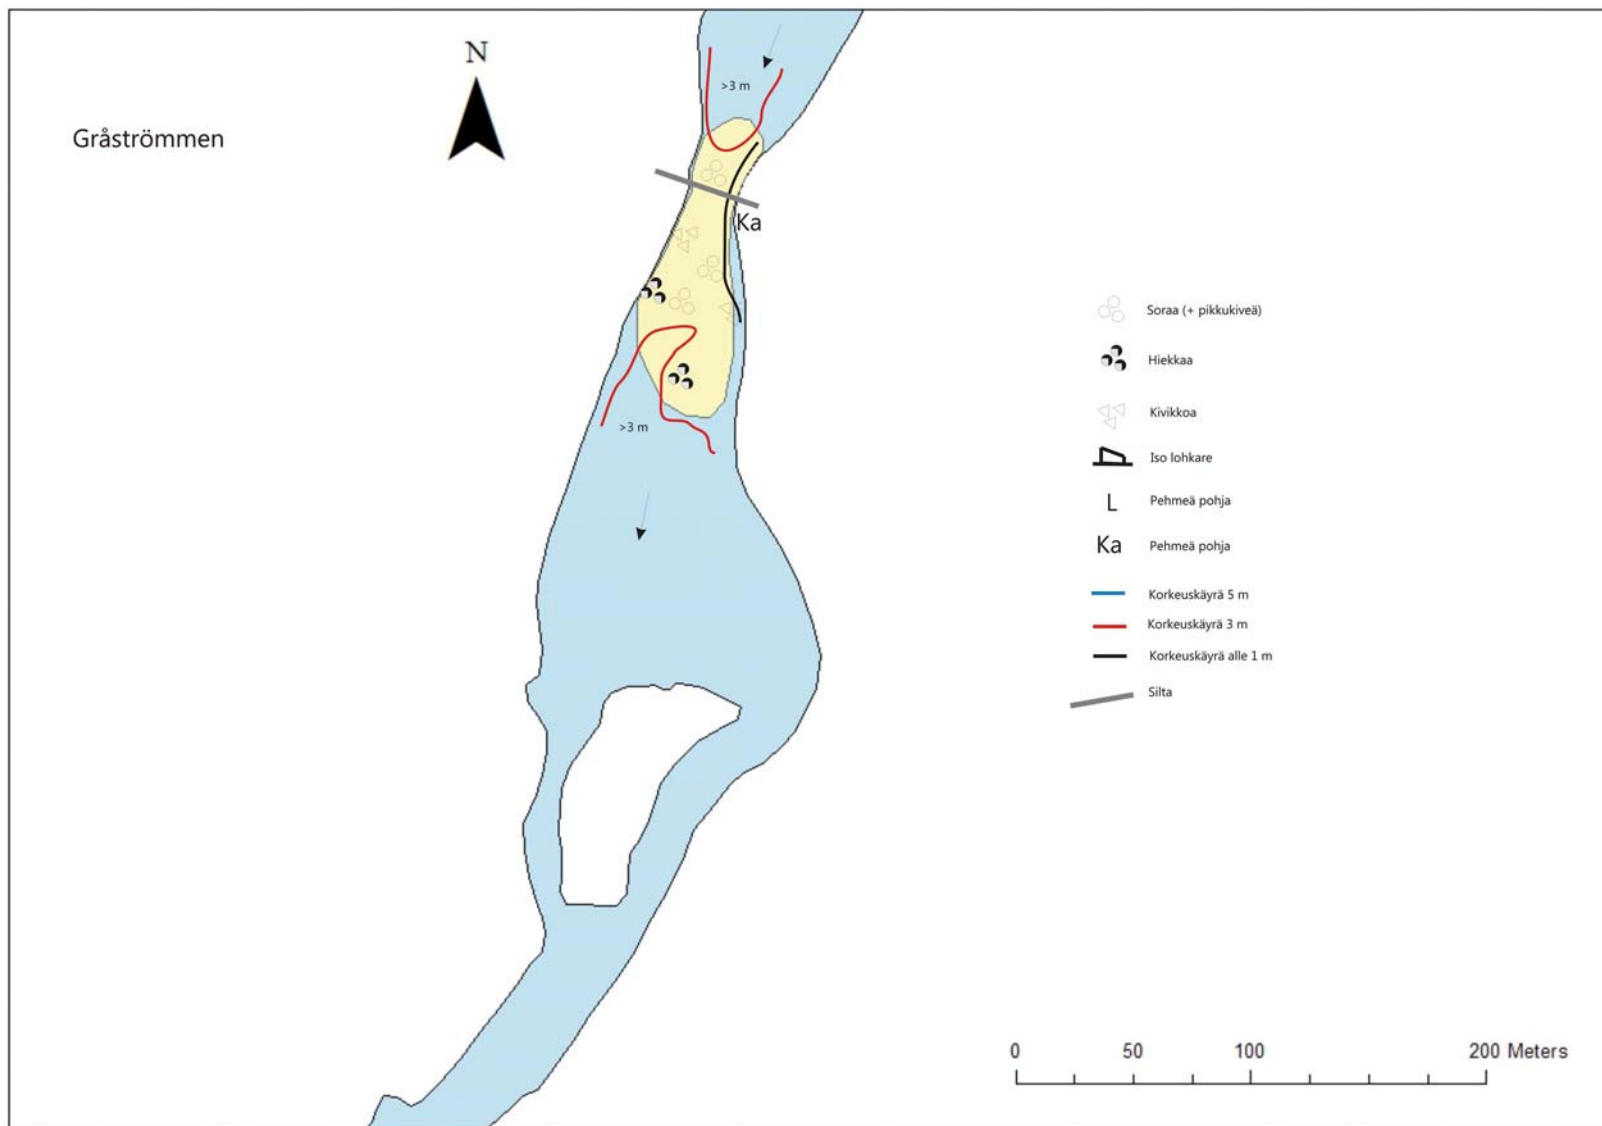 N
Gråströmmen
>3 m
Ka
>3 m
Soraa (+ pikkukiveä)
Hiekkaa
Kivikkoa
Iso lohkare
L Pehmeä pohja
Ka Pehmeä pohja
Korkeuskäyrä 5 m
Korkeuskäyrä 3 m
Korkeuskäyrä alle 1 m
Silta
0 50 100 200 Meters